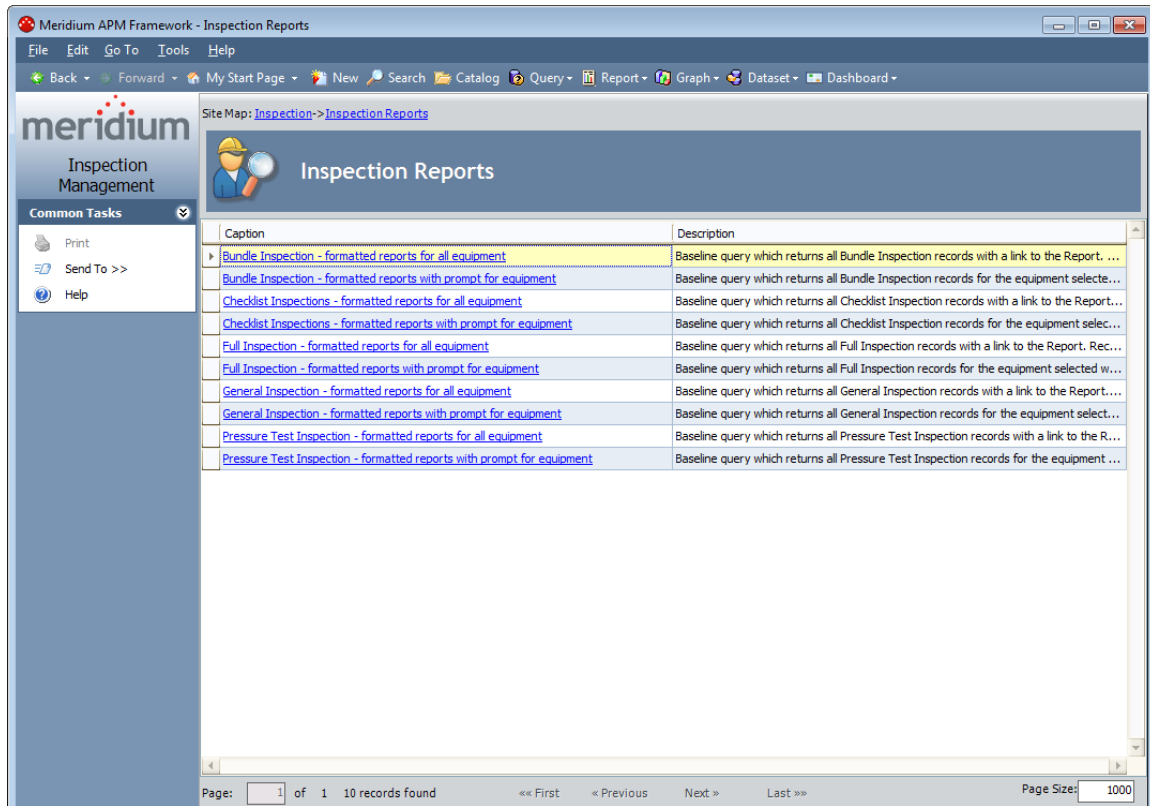 Meridium APM Framework - Inspection Reports
File Edit Go To Tools Help
Back Forward My Start Page New Search Catalog Query Report Graph Dataset Dashboard
meridium
Inspection
Management
Common Tasks
Print
Send To >>
Help
Site Map: Inspection->Inspection Reports
Inspection Reports
Caption Description
Bundle Inspection - formatted reports for all equipment Baseline query which returns all Bundle Inspection records with a link to the Report. ...
Bundle Inspection - formatted reports with prompt for equipment Baseline query which returns all Bundle Inspection records for the equipment selecte...
Checklist Inspections - formatted reports for all equipment Baseline query which returns all Checklist Inspection records with a link to the Report...
Checklist Inspections - formatted reports with prompt for equipment Baseline query which returns all Checklist Inspection records for the equipment selec...
Full Inspection - formatted reports for all equipment Baseline query which returns all Full Inspection records with a link to the Report. Rec...
Full Inspection - formatted reports with prompt for equipment Baseline query which returns all Full Inspection records for the equipment selected w...
General Inspection - formatted reports for all equipment Baseline query which returns all General Inspection records with a link to the Report....
General Inspection - formatted reports with prompt for equipment Baseline query which returns all General Inspection records for the equipment select...
Pressure Test Inspection - formatted reports for all equipment Baseline query which returns all Pressure Test Inspection records with a link to the R...
Pressure Test Inspection - formatted reports with prompt for equipment Baseline query which returns all Pressure Test Inspection records for the equipment ...
Page: 1 of 1 10 records found «« First « Previous Next » Last »» Page Size: 1000